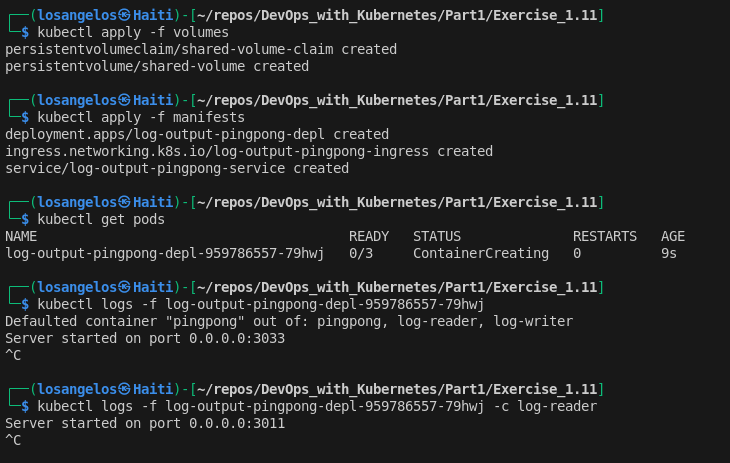 ┌──(losangelos㉿Haiti)-[~/repos/DevOps_with_Kubernetes/Part1/Exercise_1.11]
└─$ kubectl apply -f volumes
persistentvolumeclaim/shared-volume-claim created
persistentvolume/shared-volume created
┌──(losangelos㉿Haiti)-[~/repos/DevOps_with_Kubernetes/Part1/Exercise_1.11]
└─$ kubectl apply -f manifests
deployment.apps/log-output-pingpong-depl created
ingress.networking.k8s.io/log-output-pingpong-ingress created
service/log-output-pingpong-service created
┌──(losangelos㉿Haiti)-[~/repos/DevOps_with_Kubernetes/Part1/Exercise_1.11]
└─$ kubectl get pods
NAME                                       READY   STATUS              RESTARTS   AGE
log-output-pingpong-depl-959786557-79hwj   0/3     ContainerCreating   0          9s
┌──(losangelos㉿Haiti)-[~/repos/DevOps_with_Kubernetes/Part1/Exercise_1.11]
└─$ kubectl logs -f log-output-pingpong-depl-959786557-79hwj
Defaulted container "pingpong" out of: pingpong, log-reader, log-writer
Server started on port 0.0.0.0:3033
^C
┌──(losangelos㉿Haiti)-[~/repos/DevOps_with_Kubernetes/Part1/Exercise_1.11]
└─$ kubectl logs -f log-output-pingpong-depl-959786557-79hwj -c log-reader
Server started on port 0.0.0.0:3011
^C